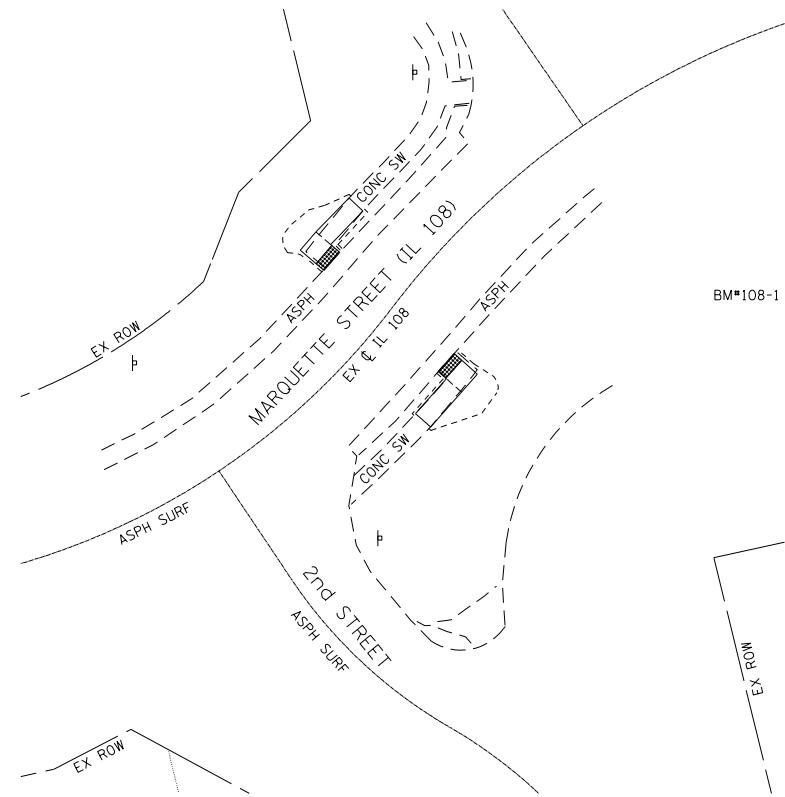 CONC SW
MARQUETTE STREET (IL 108)
ASPH
ASPH
BM#108-1
EX ROW
EX ℄ IL 108
CONC SW
ASPH SURF
2nd STREET
ASPH SURF
EX ROW
EX ROW